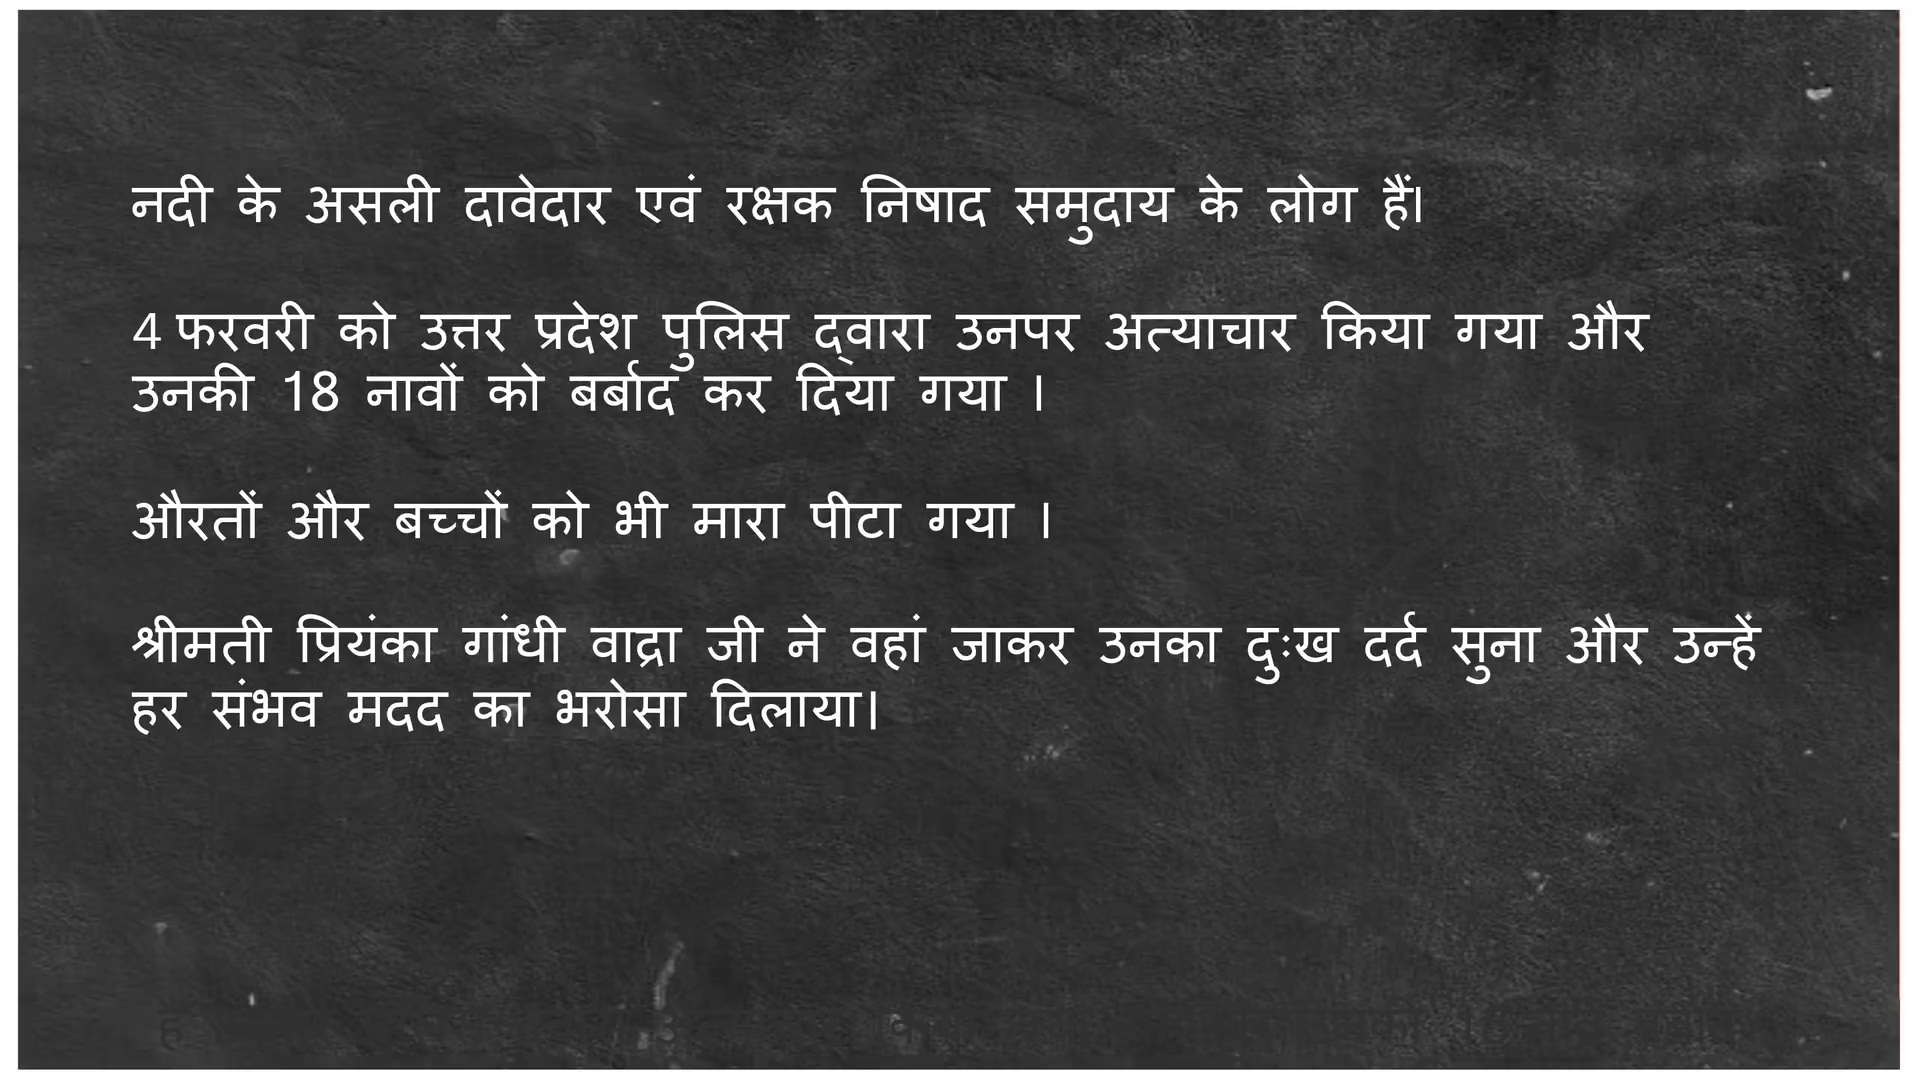 नदी के असली दावेदार एवं रक्षक निषाद समुदाय के लोग हैं।
4 फरवरी को उत्तर प्रदेश पुलिस द्वारा उनपर अत्याचार किया गया और
उनकी 18 नावों को बर्बाद कर दिया गया ।
औरतों और बच्चों को भी मारा पीटा गया ।
श्रीमती प्रियंका गांधी वाद्रा जी ने वहां जाकर उनका दुःख दर्द सुना और उन्हें
हर संभव मदद का भरोसा दिलाया।